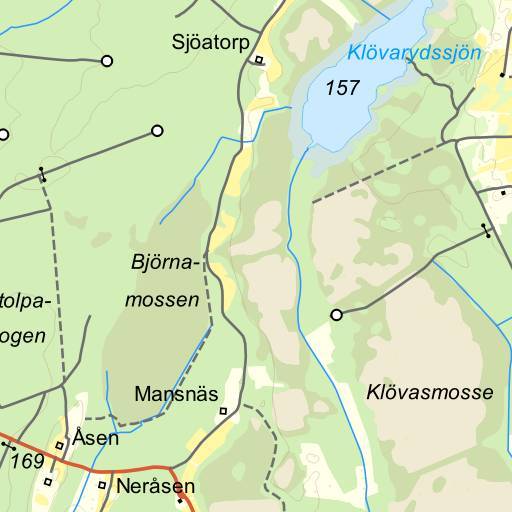 Sjöatorp
Klövarydssjön
157
Björna-
mossen
tolpa-
ogen
Mansnäs
Klövasmosse
Åsen
169
Neråsen